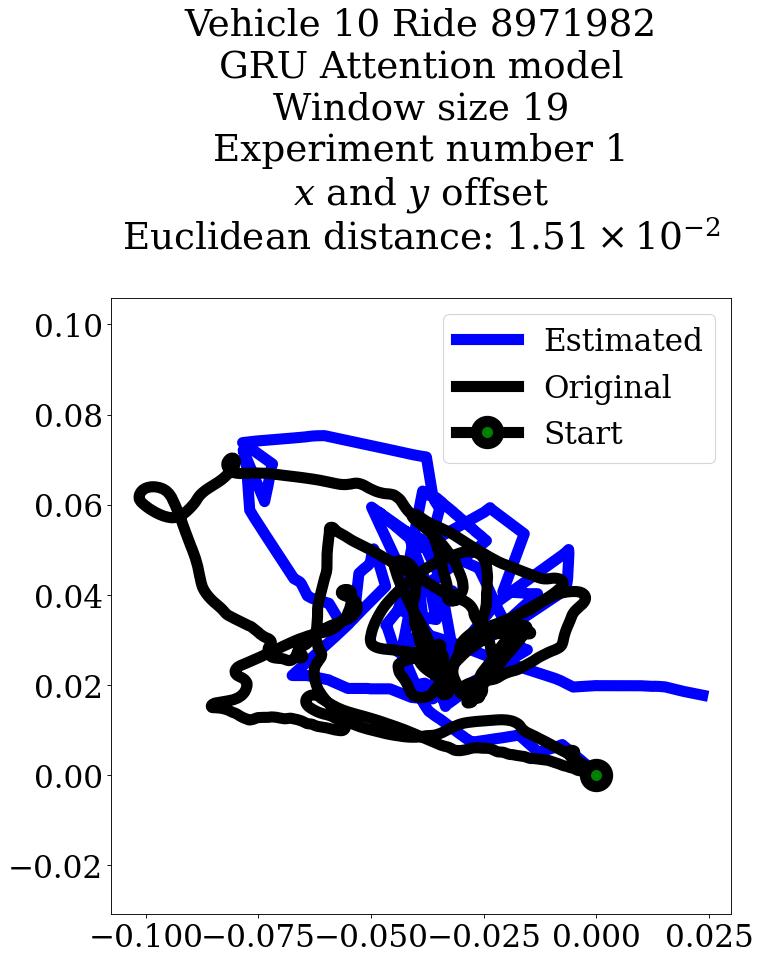 Vehicle 10 Ride 8971982
GRU Attention model
Window size 19
Experiment number 1
x and y offset
Euclidean distance: 1.51 × 10⁻²
Estimated
Original
Start
0.10
0.08
0.06
0.04
0.02
0.00
−0.02
−0.100 −0.075 −0.050 −0.025 0.000 0.025